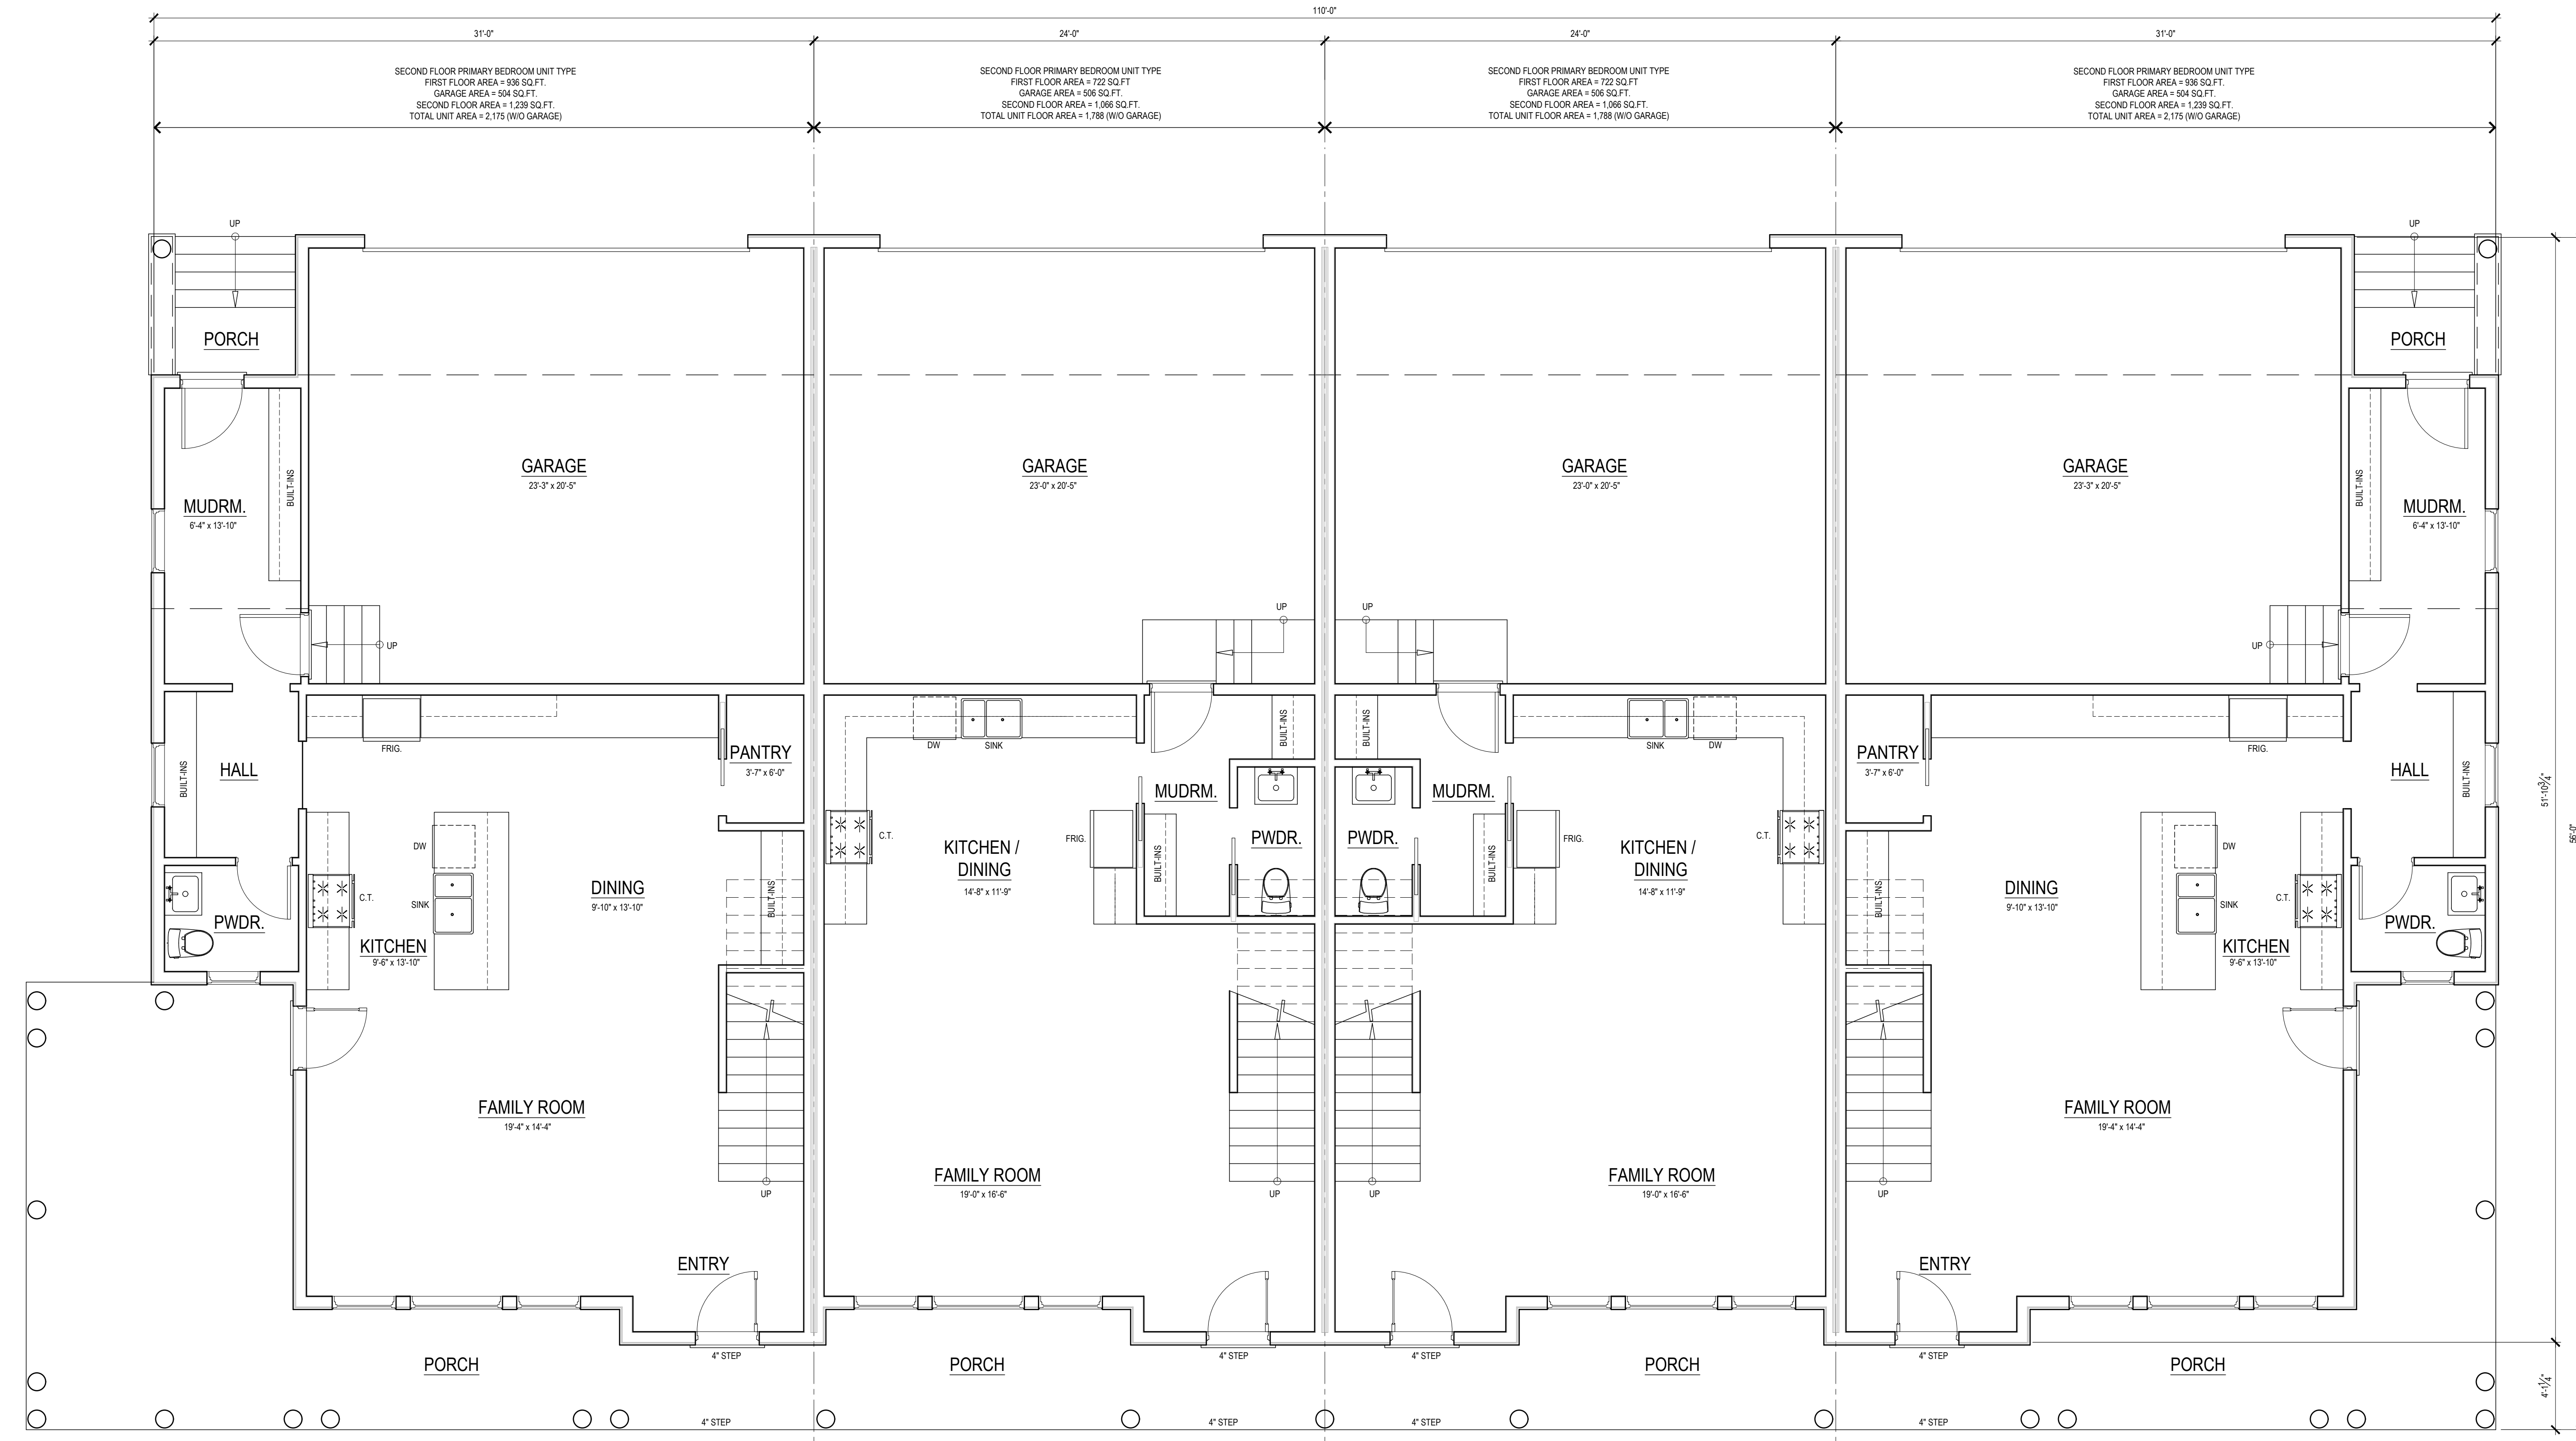 110'-0"
31'-0"
24'-0"
24'-0"
31'-0"
SECOND FLOOR PRIMARY BEDROOM UNIT TYPE
FIRST FLOOR AREA = 936 SQ.FT.
GARAGE AREA = 504 SQ.FT.
SECOND FLOOR AREA = 1,239 SQ.FT.
TOTAL UNIT AREA = 2,175 (W/O GARAGE)
SECOND FLOOR PRIMARY BEDROOM UNIT TYPE
FIRST FLOOR AREA = 722 SQ.FT
GARAGE AREA = 506 SQ.FT.
SECOND FLOOR AREA = 1,066 SQ.FT.
TOTAL UNIT FLOOR AREA = 1,788 (W/O GARAGE)
SECOND FLOOR PRIMARY BEDROOM UNIT TYPE
FIRST FLOOR AREA = 722 SQ.FT
GARAGE AREA = 506 SQ.FT.
SECOND FLOOR AREA = 1,066 SQ.FT.
TOTAL UNIT FLOOR AREA = 1,788 (W/O GARAGE)
SECOND FLOOR PRIMARY BEDROOM UNIT TYPE
FIRST FLOOR AREA = 936 SQ.FT.
GARAGE AREA = 504 SQ.FT.
SECOND FLOOR AREA = 1,239 SQ.FT.
TOTAL UNIT AREA = 2,175 (W/O GARAGE)
UP
UP
PORCH
PORCH
GARAGE
23'-3" x 20'-5"
GARAGE
23'-0" x 20'-5"
GARAGE
23'-0" x 20'-5"
GARAGE
23'-3" x 20'-5"
BUILT-INS
BUILT-INS
MUDRM.
6'-4" x 13'-10"
MUDRM.
6'-4" x 13'-10"
UP
UP
UP
UP
FRIG.
PANTRY
3'-7" x 6'-0"
DW
SINK
BUILT-INS
BUILT-INS
SINK
DW
PANTRY
3'-7" x 6'-0"
FRIG.
BUILT-INS
HALL
HALL
BUILT-INS
MUDRM.
MUDRM.
51'-10 3/4"
56'-0"
DW
C.T.
KITCHEN /
DINING
14'-8" x 11'-9"
FRIG.
BUILT-INS
PWDR.
PWDR.
BUILT-INS
FRIG.
KITCHEN /
DINING
14'-8" x 11'-9"
C.T.
DW
C.T.
SINK
DINING
9'-10" x 13'-10"
BUILT-INS
BUILT-INS
DINING
9'-10" x 13'-10"
SINK
C.T.
PWDR.
KITCHEN
9'-6" x 13'-10"
KITCHEN
9'-6" x 13'-10"
PWDR.
FAMILY ROOM
19'-4" x 14'-4"
FAMILY ROOM
19'-4" x 14'-4"
FAMILY ROOM
19'-0" x 16'-6"
FAMILY ROOM
19'-0" x 16'-6"
UP
UP
UP
UP
ENTRY
ENTRY
4" STEP
4" STEP
4" STEP
4" STEP
PORCH
PORCH
PORCH
PORCH
4'-1 1/4"
4" STEP
4" STEP
4" STEP
4" STEP